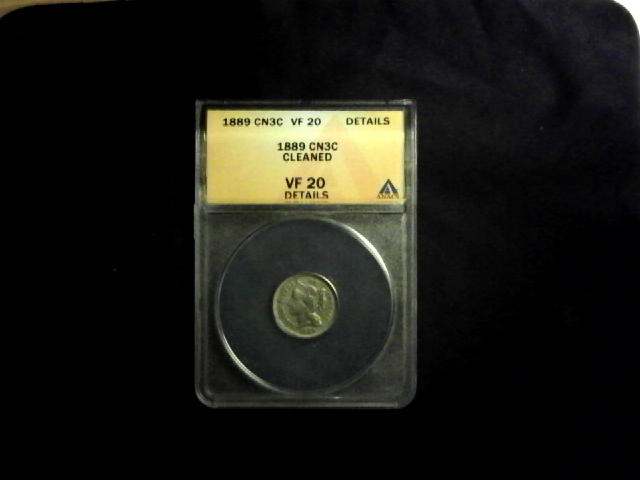 1889 CN3C VF 20 DETAILS
1889 CN3C
CLEANED
VF 20
DETAILS
ANACS